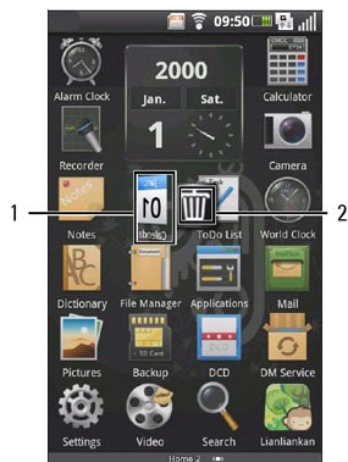 09:50
2000
Jan. Sat.
1
Alarm Clock
Calculator
Recorder
Camera
1
2
Notes
Calendar
ToDo List
World Clock
Dictionary
File Manager
Applications
Mail
Pictures
Backup
DCD
DM Service
Settings
Video
Search
Lianliankan
Home 2